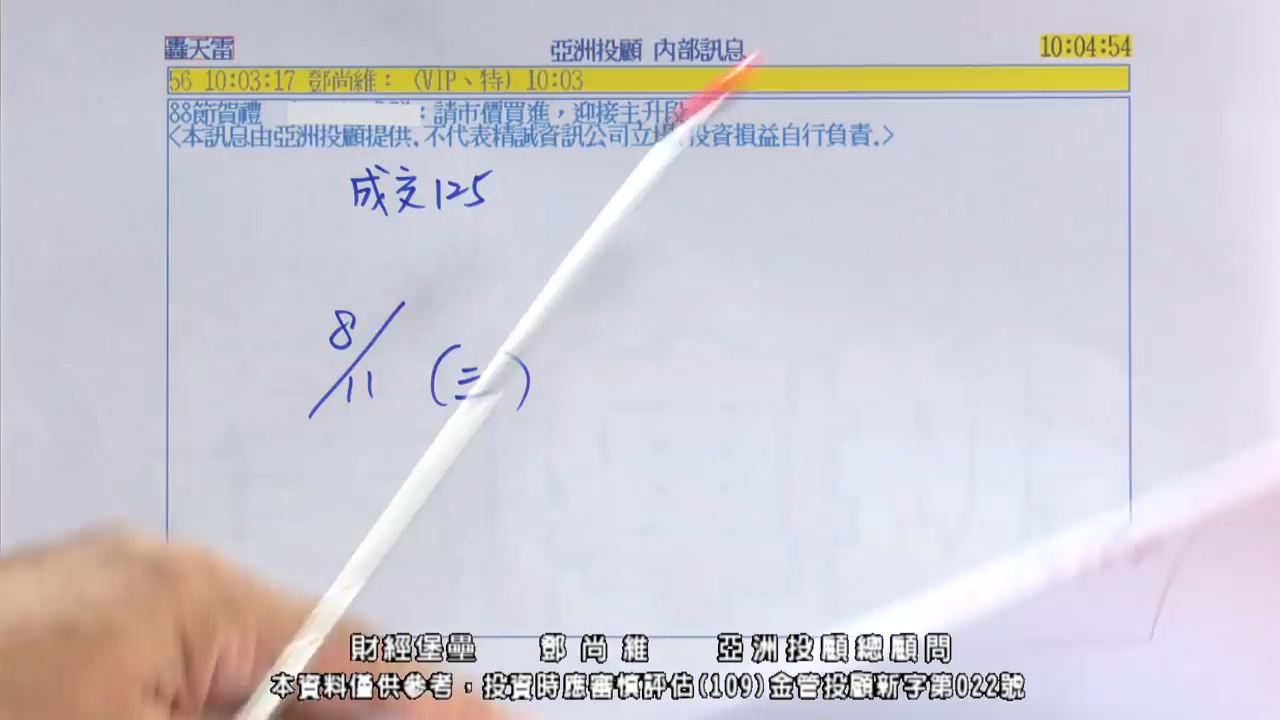 轟天雷 亞洲投顧 內部訊息 10:04:54
56 10:03:17 鄧尚維：（VIP、特）10:03
88節賀禮 ：請市價買進，迎接主升段
<本訊息由亞洲投顧提供.不代表精誠資訊公司立場 投資損益自行負責.>
成交125
8/11 (三)
財經堡壘 鄧尚維 亞洲投顧總顧問
本資料僅供參考，投資時應審慎評估(109)金管投顧新字第022號